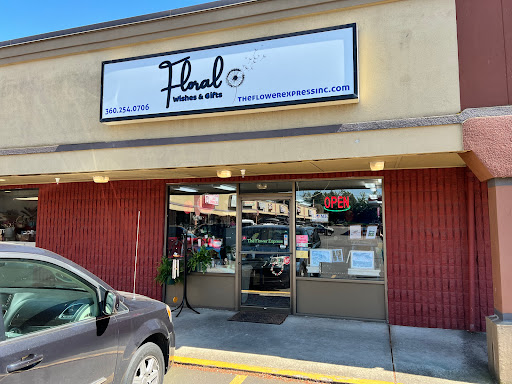 Floral
Wishes & Gifts
360.254.0706
TheFlowerExpressInc.com
OPEN
The Flower Express